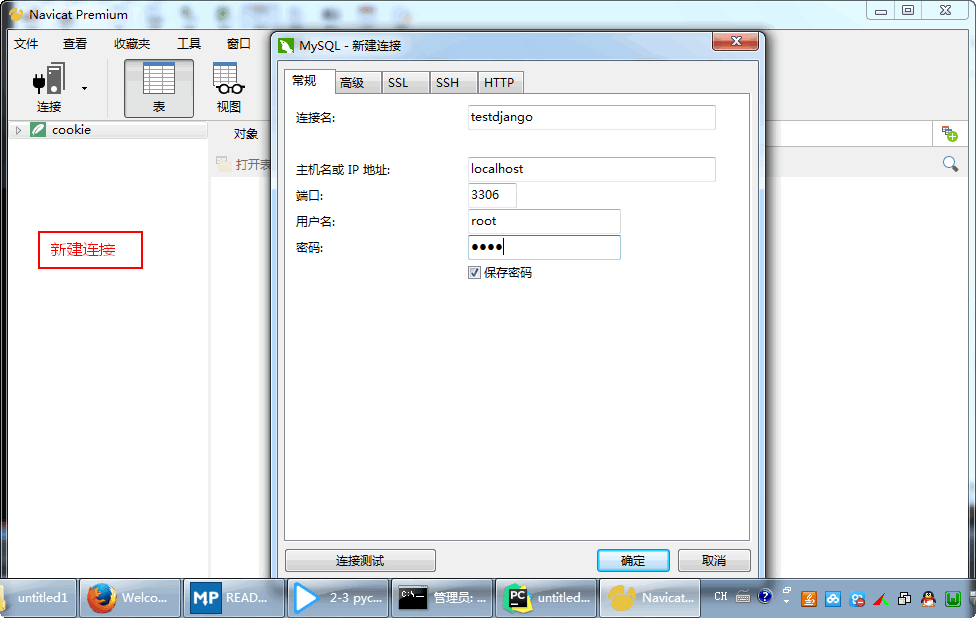 Navicat Premium
文件 查看 收藏夹 工具 窗口
MySQL - 新建连接
连接 表 视图
常规 高级 SSL SSH HTTP
cookie
对象
打开表
新建连接
连接名: testdjango
主机名或 IP 地址: localhost
端口: 3306
用户名: root
密码: ●●●●
保存密码
连接测试 确定 取消
untitled1 Welco... READ... 2-3 pyc... 管理员: ... untitled... Navicat... CH
MP
C:\
PC